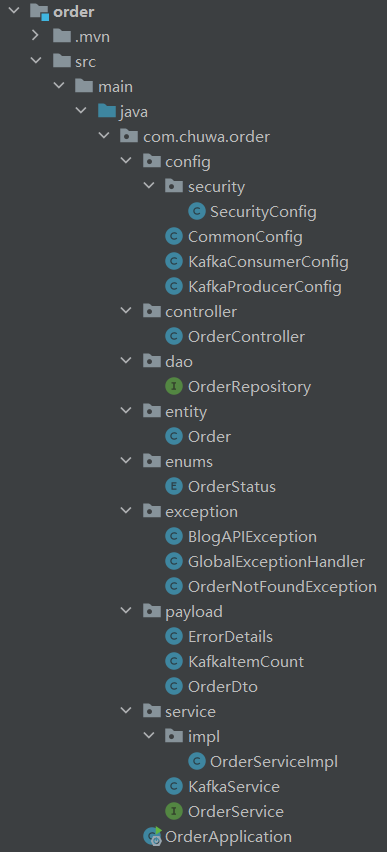 order
.mvn
src
main
java
com.chuwa.order
config
security
SecurityConfig
CommonConfig
KafkaConsumerConfig
KafkaProducerConfig
controller
OrderController
dao
OrderRepository
entity
Order
enums
OrderStatus
exception
BlogAPIException
GlobalExceptionHandler
OrderNotFoundException
payload
ErrorDetails
KafkaItemCount
OrderDto
service
impl
OrderServiceImpl
KafkaService
OrderService
OrderApplication